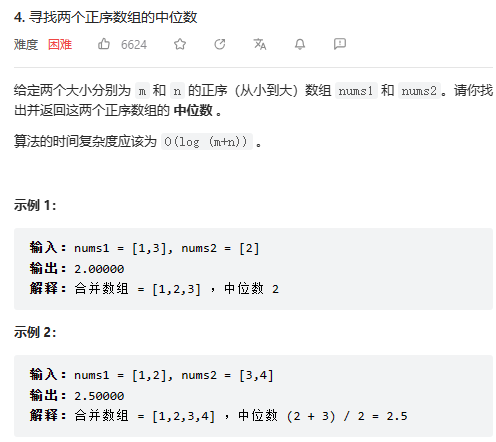 4. 寻找两个正序数组的中位数
难度 困难 6624
给定两个大小分别为 m 和 n 的正序（从小到大）数组 nums1 和 nums2。请你找
出并返回这两个正序数组的 中位数 。
算法的时间复杂度应该为 O(log (m+n)) 。
示例 1：
输入：nums1 = [1,3], nums2 = [2]
输出：2.00000
解释：合并数组 = [1,2,3] ，中位数 2
示例 2：
输入：nums1 = [1,2], nums2 = [3,4]
输出：2.50000
解释：合并数组 = [1,2,3,4] ，中位数 (2 + 3) / 2 = 2.5